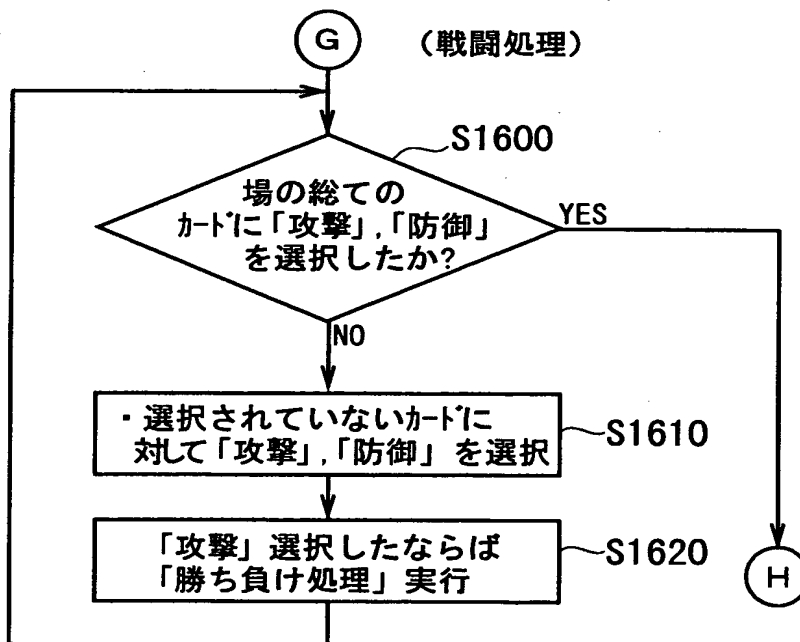 G
(戦闘処理)
S1600
場の総ての
ｶｰﾄﾞに「攻撃」,「防御」
を選択したか?
YES
NO
・選択されていないｶｰﾄﾞに
対して「攻撃」,「防御」を選択
S1610
「攻撃」選択したならば
「勝ち負け処理」実行
S1620
H